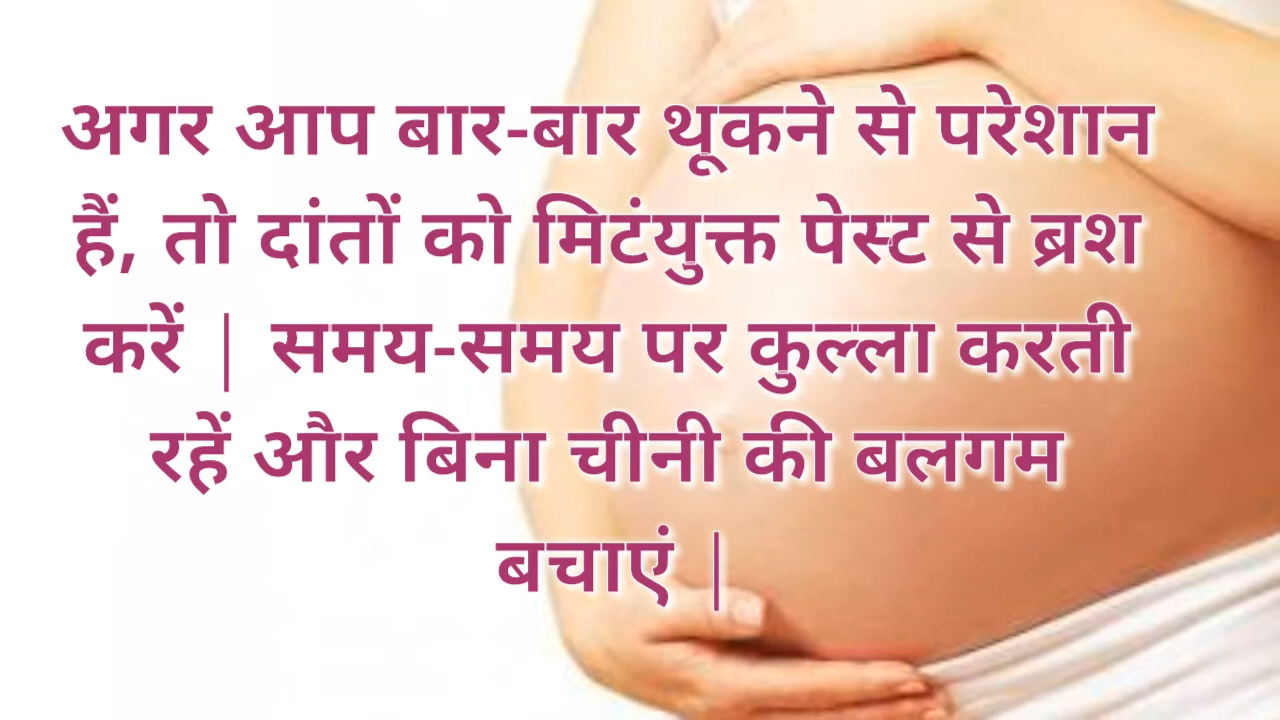 अगर आप बार-बार थूकने से परेशान
हैं, तो दांतों को मिटंयुक्त पेस्ट से ब्रश
करें | समय-समय पर कुल्ला करती
रहें और बिना चीनी की बलगम
बचाएं |